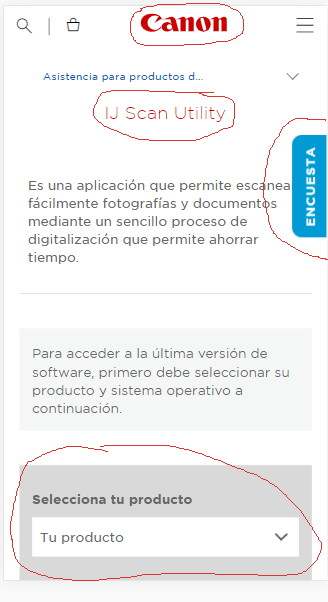 Canon
Asistencia para productos d...
IJ Scan Utility
ENCUESTA
Es una aplicación que permite escanea
fácilmente fotografías y documentos
mediante un sencillo proceso de
digitalización que permite ahorrar
tiempo.
Para acceder a la última versión de
software, primero debe seleccionar su
producto y sistema operativo a
continuación.
Selecciona tu producto
Tu producto